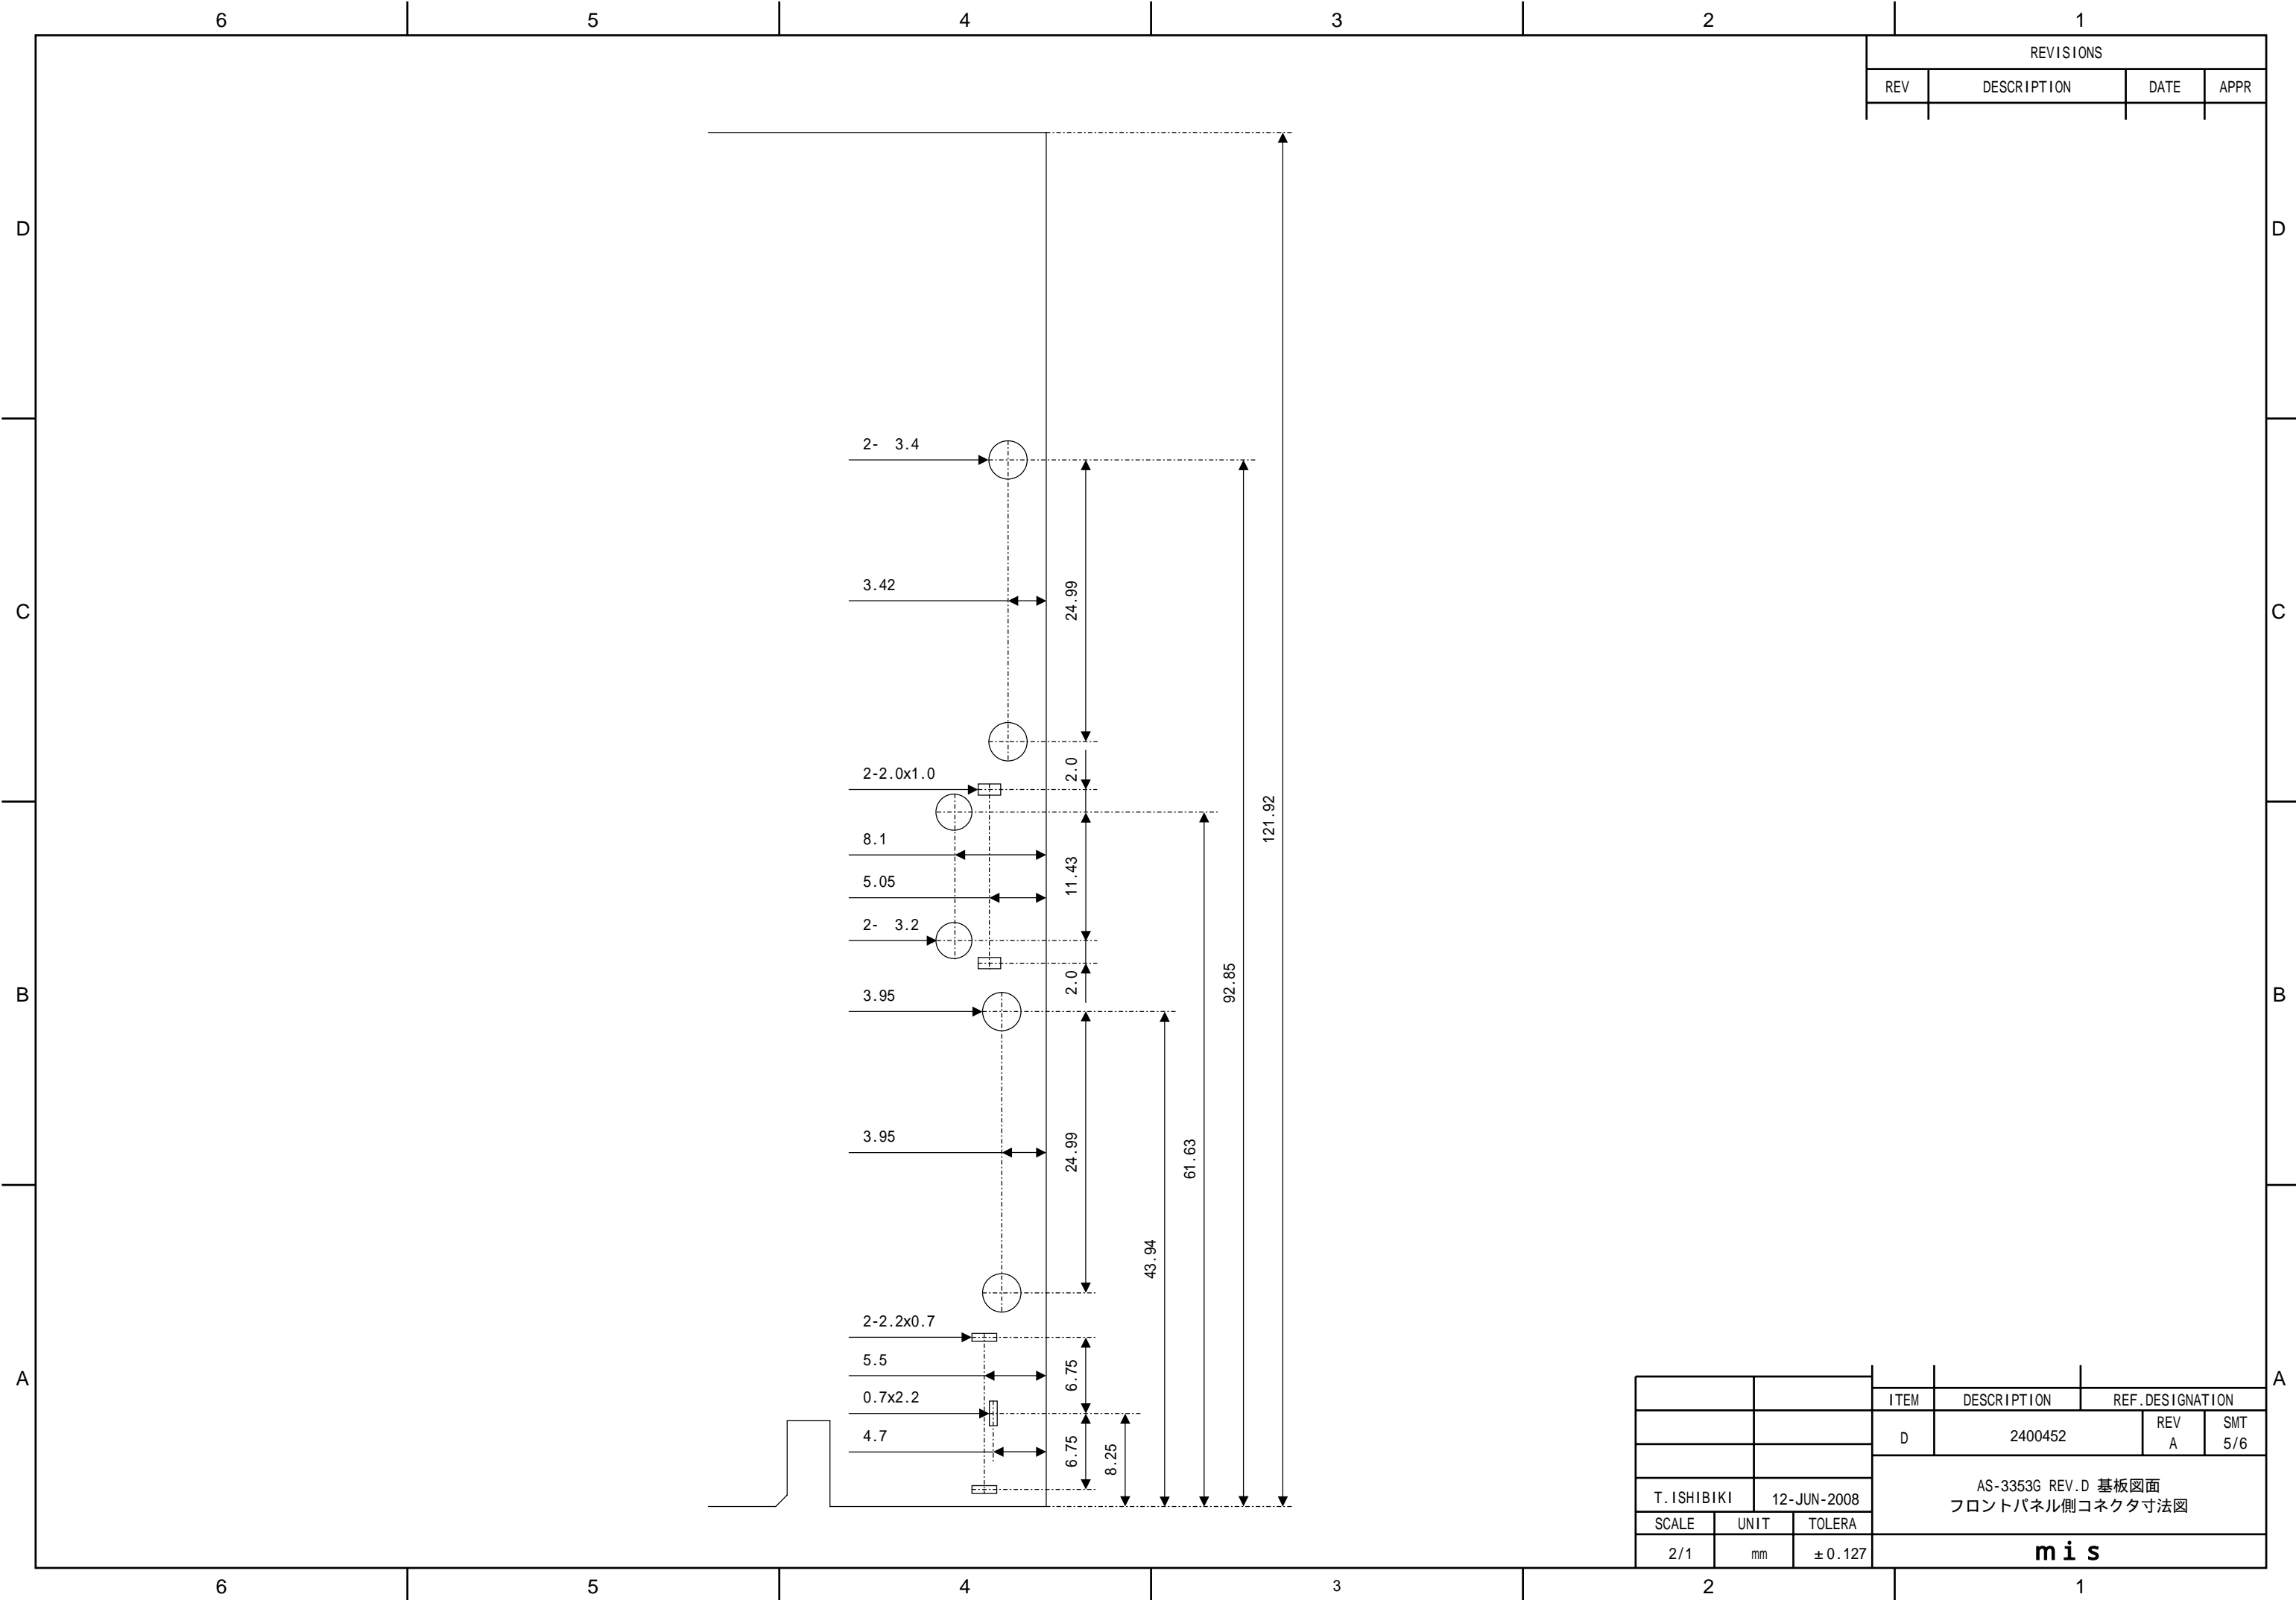 6 5 4 3 2 1
REVISIONS
REV DESCRIPTION DATE APPR
D D
2- 3.4
3.42
24.99
C C
2-2.0x1.0
2.0
121.92
8.1
11.43
5.05
2- 3.2
2.0
92.85
B B
3.95
3.95
24.99
61.63
43.94
2-2.2x0.7
5.5
6.75
A A
0.7x2.2
4.7
6.75
8.25
ITEM DESCRIPTION REF.DESIGNATION
D 2400452 REV A SMT 5/6
T.ISHIBIKI 12-JUN-2008
AS-3353G REV.D 基板図面
フロントパネル側コネクタ寸法図
SCALE UNIT TOLERA
2/1 mm ±0.127
mis
6 5 4 3 2 1